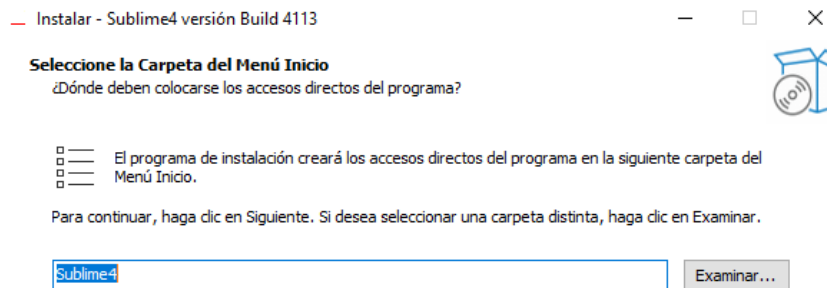 Instalar - Sublime4 versión Build 4113
Seleccione la Carpeta del Menú Inicio
¿Dónde deben colocarse los accesos directos del programa?
El programa de instalación creará los accesos directos del programa en la siguiente carpeta del
Menú Inicio.
Para continuar, haga clic en Siguiente. Si desea seleccionar una carpeta distinta, haga clic en Examinar.
Sublime4
Examinar...